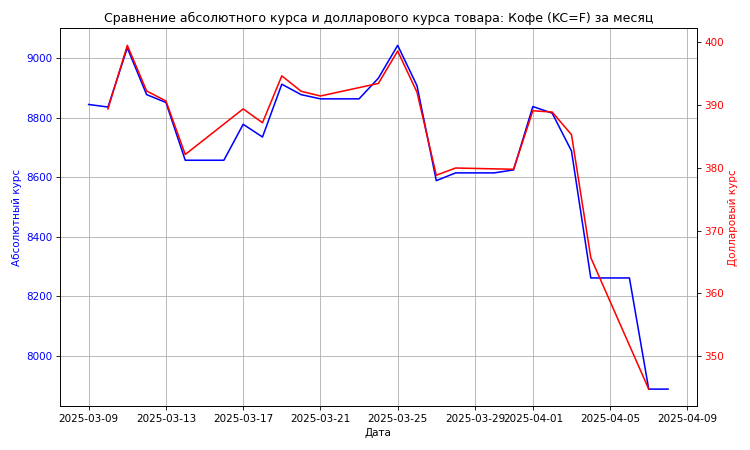 Сравнение абсолютного курса и долларового курса товара: Кофе (KC=F) за месяц
Абсолютный курс
9000
8800
8600
8400
8200
8000
400
390
380
370
360
350
Долларовый курс
2025-03-09 2025-03-13 2025-03-17 2025-03-21 2025-03-25 2025-03-29 2025-04-01 2025-04-05 2025-04-09
Дата